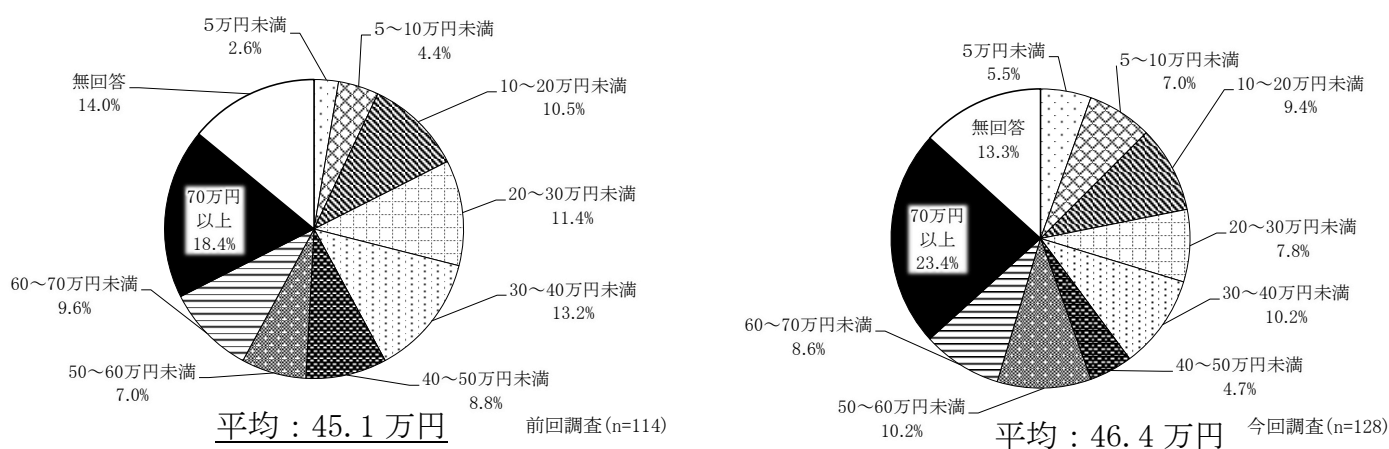 5万円未満
2.6%
5～10万円未満
4.4%
10～20万円未満
10.5%
20～30万円未満
11.4%
30～40万円未満
13.2%
40～50万円未満
8.8%
50～60万円未満
7.0%
60～70万円未満
9.6%
70万円
以上
18.4%
無回答
14.0%
平均：45.1 万円
前回調査(n=114)
5万円未満
5.5%
5～10万円未満
7.0%
10～20万円未満
9.4%
20～30万円未満
7.8%
30～40万円未満
10.2%
40～50万円未満
4.7%
50～60万円未満
10.2%
60～70万円未満
8.6%
70万円
以上
23.4%
無回答
13.3%
平均：46.4 万円
今回調査(n=128)